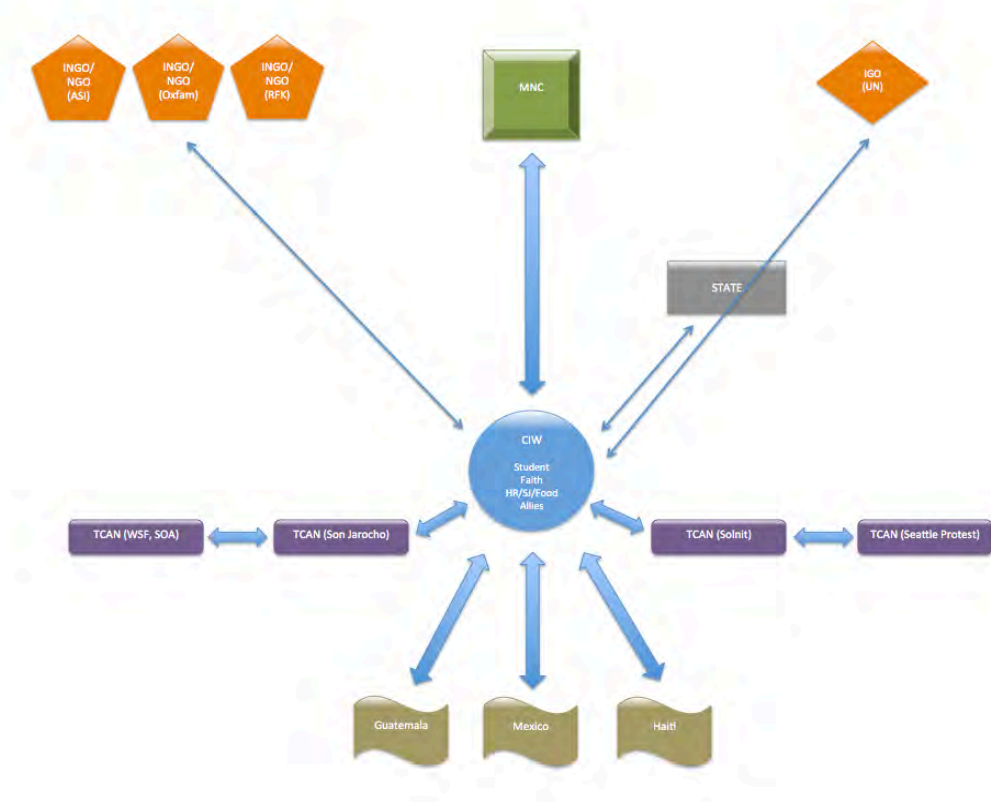 INGO/
NGO
(ASI)
INGO/
NGO
(Oxfam)
INGO/
NGO
(RFK)
MNC
IGO
(UN)
STATE
CIW
Student
Faith
HR/SJ/Food
Allies
TCAN (WSF, SOA)
TCAN (Son Jarocho)
TCAN (Solnit)
TCAN (Seattle Protest)
Guatemala
Mexico
Haiti